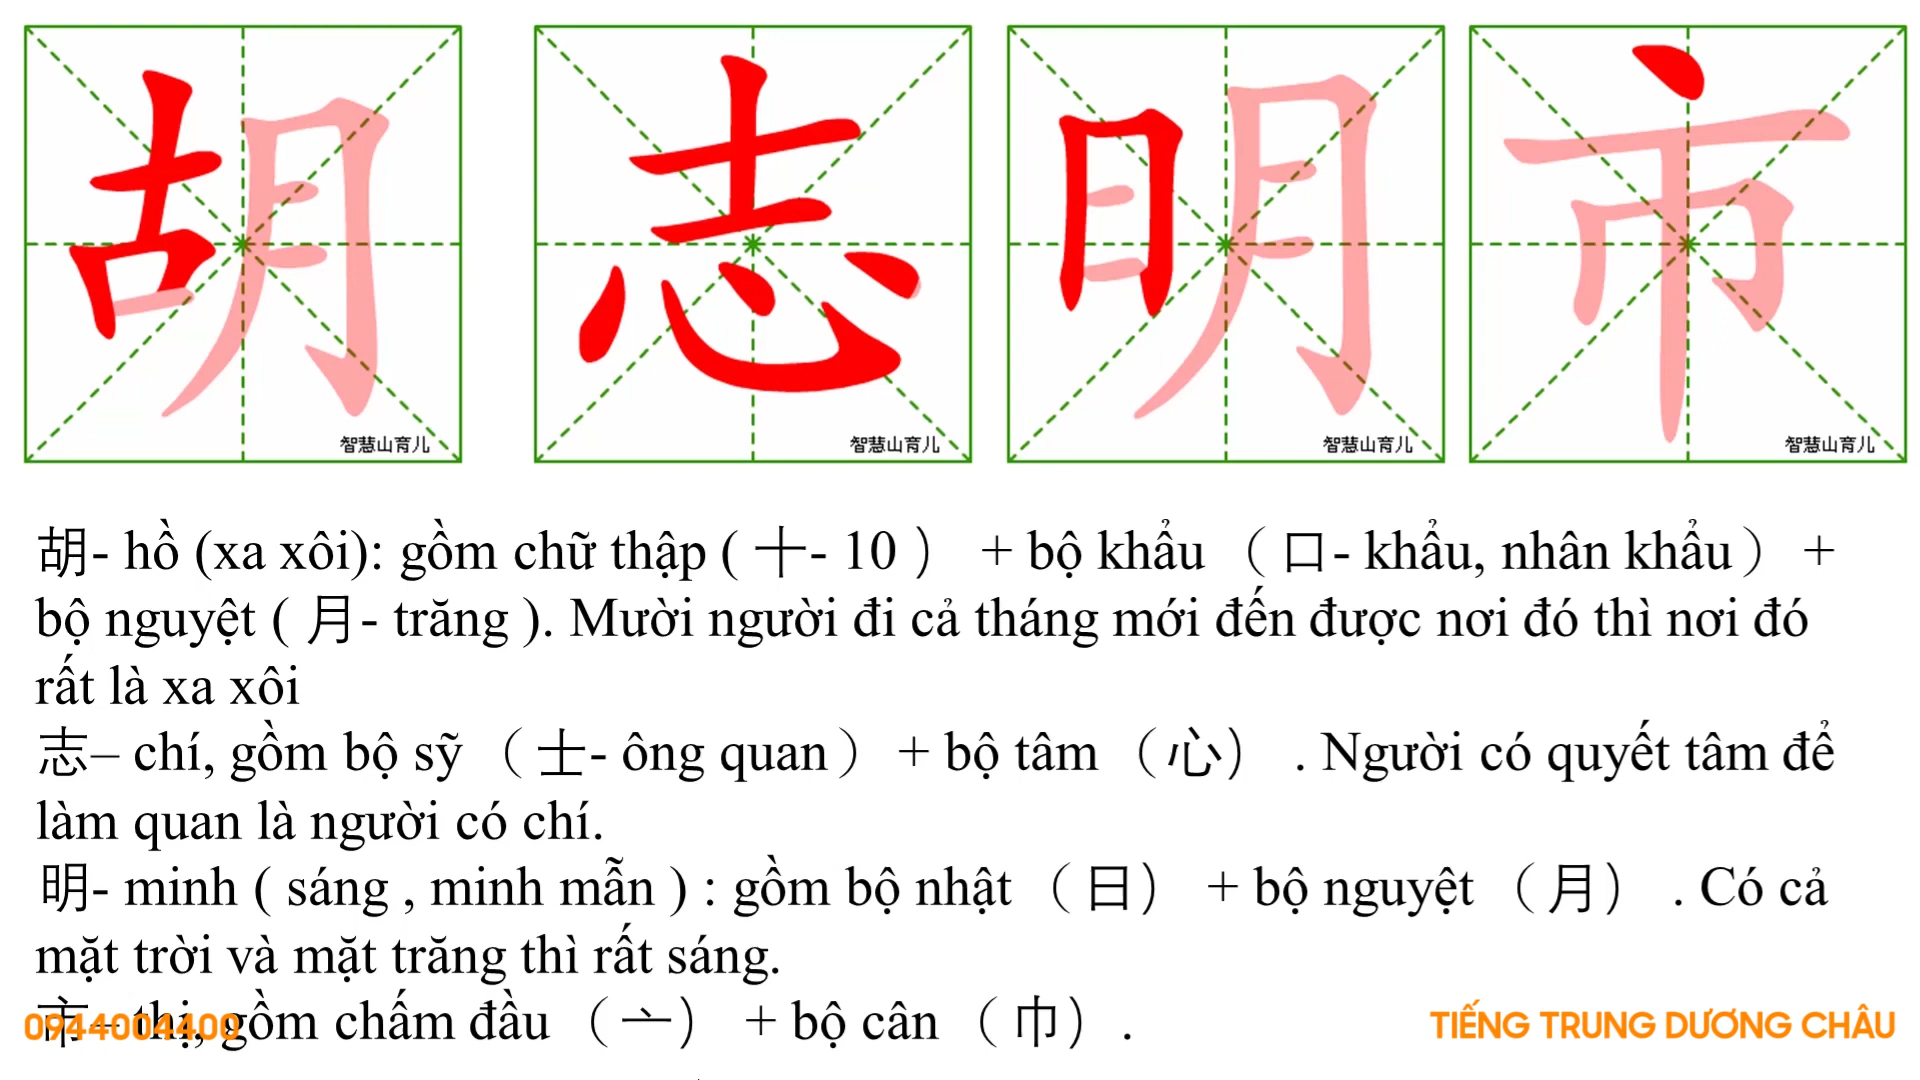 胡 志 明 市
智慧山育儿 智慧山育儿 智慧山育儿 智慧山育儿
胡- hồ (xa xôi): gồm chữ thập ( 十- 10 ） + bộ khẩu （ 口- khẩu, nhân khẩu） +
bộ nguyệt ( 月- trăng ). Mười người đi cả tháng mới đến được nơi đó thì nơi đó
rất là xa xôi
志– chí, gồm bộ sỹ （ 士- ông quan） + bộ tâm （心） . Người có quyết tâm để
làm quan là người có chí.
明- minh ( sáng , minh mẫn ) : gồm bộ nhật （日） + bộ nguyệt （月） . Có cả
mặt trời và mặt trăng thì rất sáng.
市– thị, gồm chấm đầu （亠） + bộ cân （巾）.
0944004400
TIẾNG TRUNG DƯƠNG CHÂU